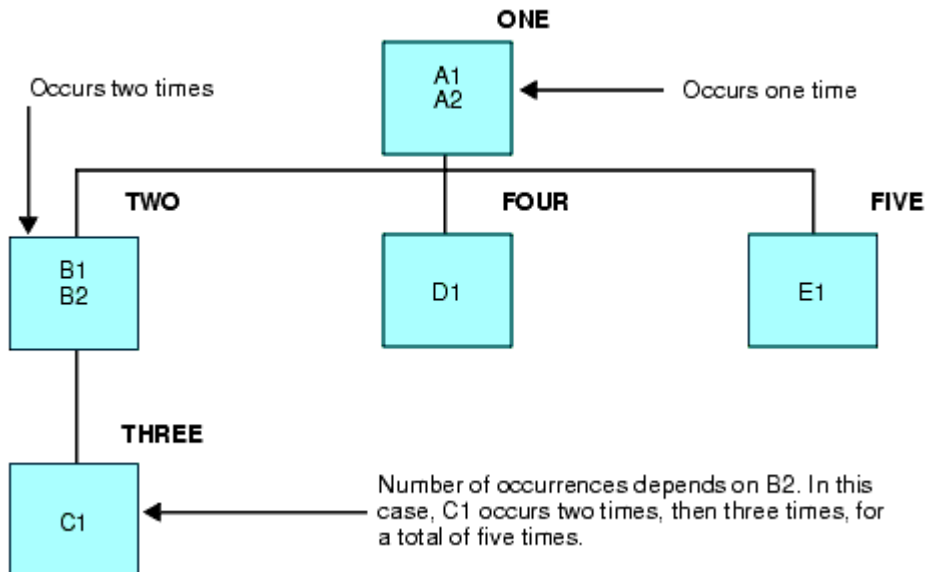 ONE
A1
A2
Occurs one time
Occurs two times
TWO
B1
B2
FOUR
D1
FIVE
E1
THREE
C1
Number of occurrences depends on B2. In this
case, C1 occurs two times, then three times, for
a total of five times.